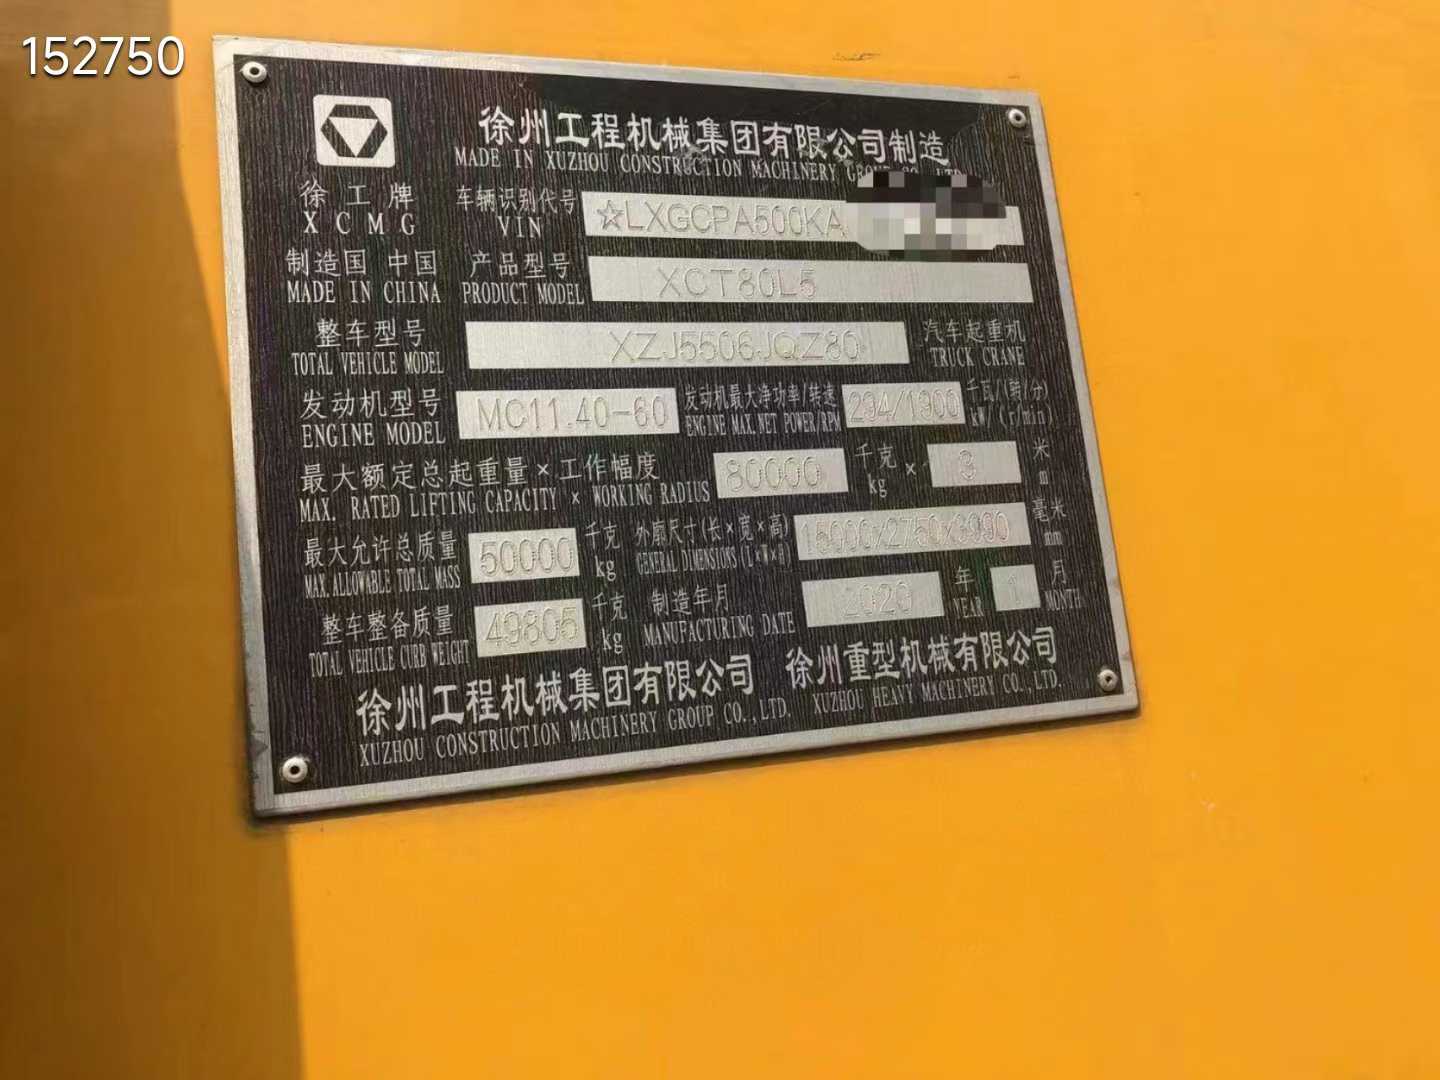 152750
徐州工程机械集团有限公司制造
MADE IN XUZHOU CONSTRUCTION MACHINERY GROUP CO., LTD.
徐工牌
XCMG
车辆识别代号
VIN
☆LXGCPA500KA
制造国 中国
MADE IN CHINA
产品型号
PRODUCT MODEL
XCT80L5
整车型号
TOTAL VEHICLE MODEL
XZJ5506JQZ80
汽车起重机
TRUCK CRANE
发动机型号
ENGINE MODEL
MC11.40-60
发动机最大净功率/转速
ENGINE MAX.NET POWER/RPM
294/1900
千瓦/(转/分)
kW/(r/min)
最大额定总起重量×工作幅度
MAX. RATED LIFTING CAPACITY × WORKING RADIUS
80000
千克
kg
×
3
米
m
最大允许总质量
MAX.ALLOWABLE TOTAL MASS
50000
千克
kg
外廓尺寸(长×宽×高)
GENERAL DIMENSIONS(L×W×H)
15000x2750x3990
毫米
mm
整车整备质量
TOTAL VEHICLE CURB WEIGHT
49805
千克
kg
制造年月
MANUFACTURING DATE
2020
年
YEAR
1
月
MONTH
徐州工程机械集团有限公司 徐州重型机械有限公司
XUZHOU CONSTRUCTION MACHINERY GROUP CO.,LTD. XUZHOU HEAVY MACHINERY CO.,LTD.